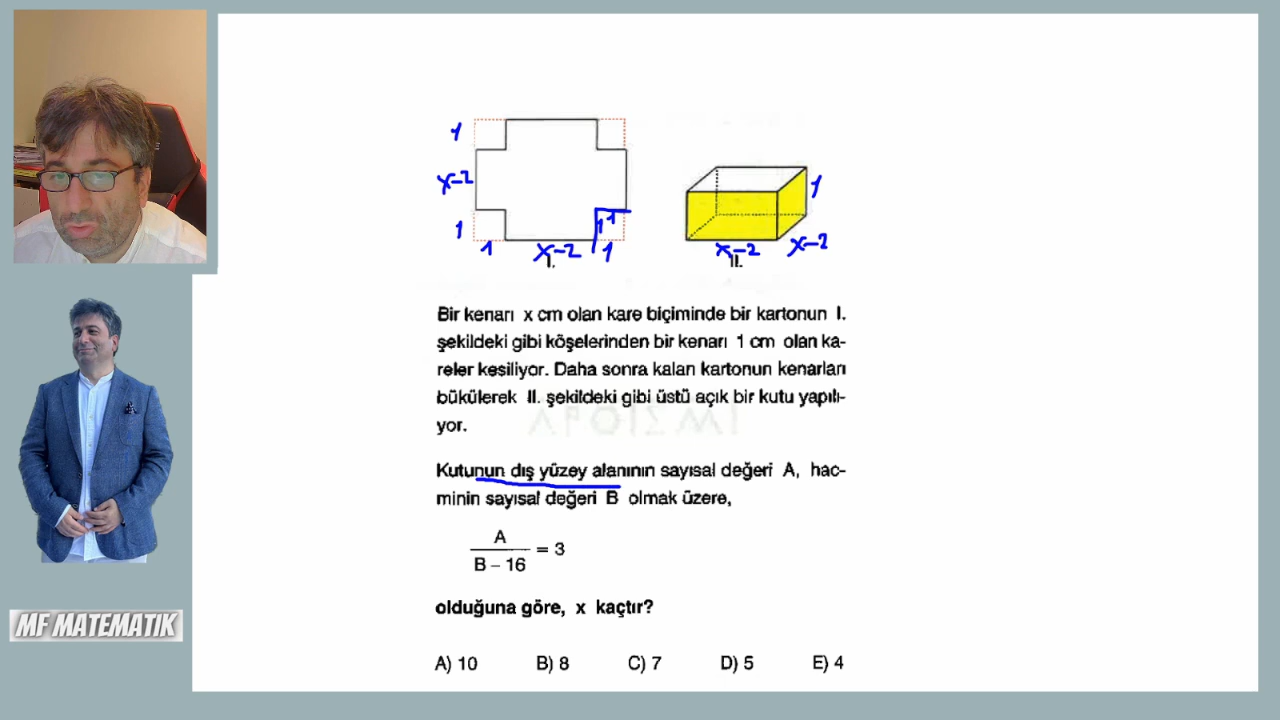 1
x-2
1
1
x-2
1
1
1
I.
1
x-2
x-2
II.
Bir kenarı x cm olan kare biçiminde bir kartonun I.
şekildeki gibi köşelerinden bir kenarı 1 cm olan ka-
reler kesiliyor. Daha sonra kalan kartonun kenarları
bükülerek II. şekildeki gibi üstü açık bir kutu yapılı-
yor.
Kutunun dış yüzey alanının sayısal değeri A, hac-
minin sayısal değeri B olmak üzere,
A
B – 16
= 3
olduğuna göre, x kaçtır?
A) 10 B) 8 C) 7 D) 5 E) 4
MF MATEMATIK